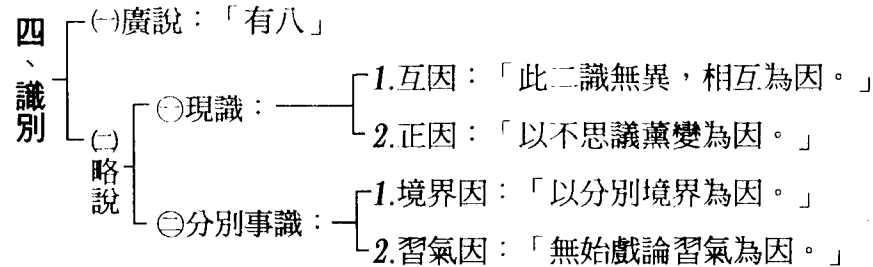 四、識別
㈠廣說：「有八」
㈡略說
㊀現識：
1.互因：「此二識無異，相互為因。」
2.正因：「以不思議薰變為因。」
㊁分別事識：
1.境界因：「以分別境界為因。」
2.習氣因：「無始戲論習氣為因。」